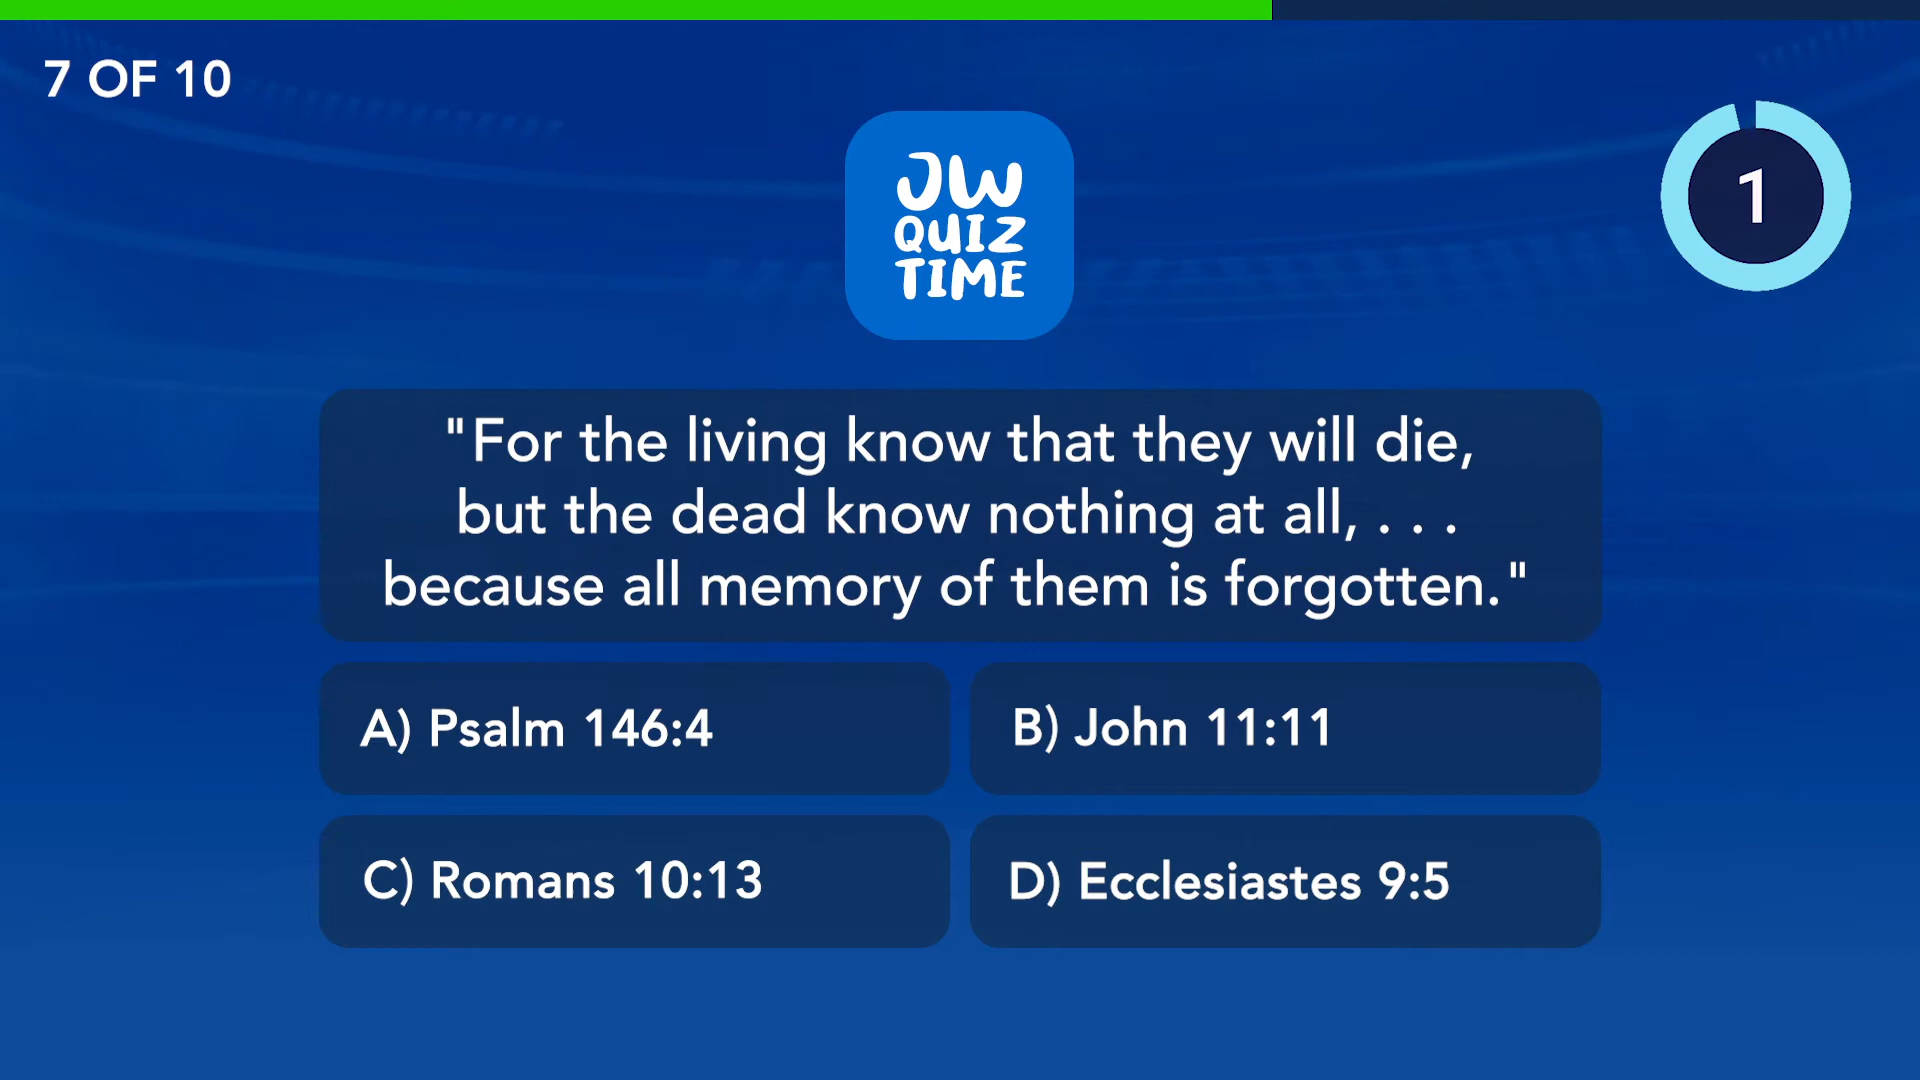 7 OF 10
JW
QUIZ
TIME
1
"For the living know that they will die,
but the dead know nothing at all, . . .
because all memory of them is forgotten."
A) Psalm 146:4
B) John 11:11
C) Romans 10:13
D) Ecclesiastes 9:5